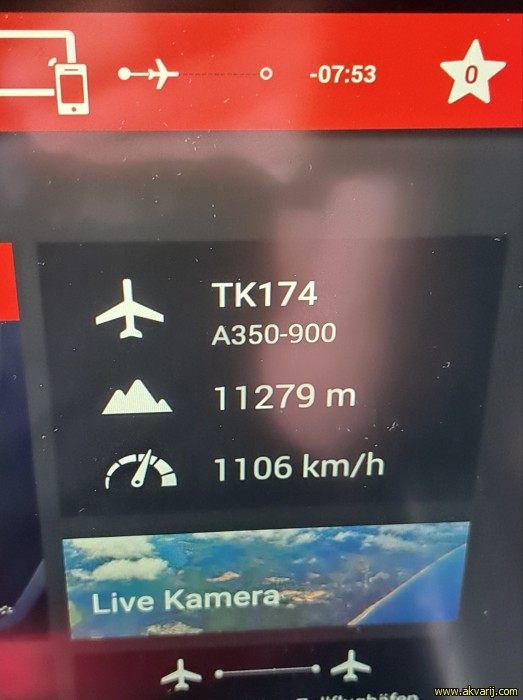 -07:53
0
TK174
A350-900
11279 m
1106 km/h
Live Kamera
www.akvarij.com